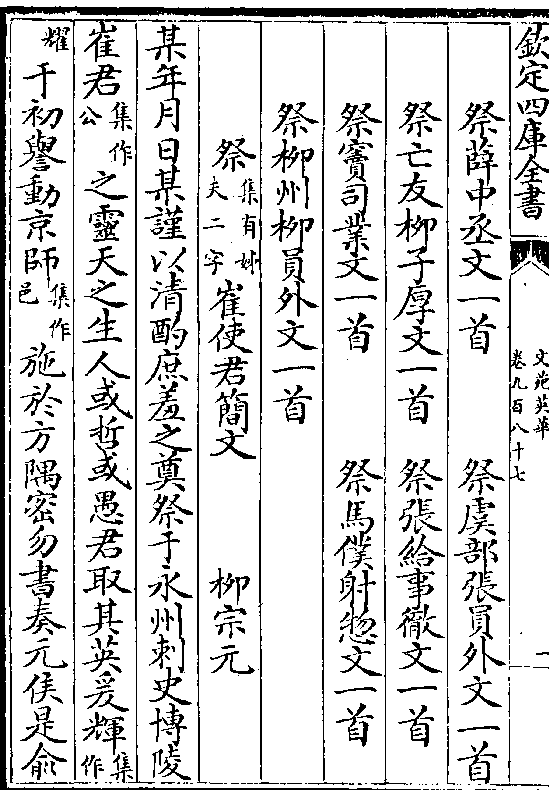 欽定四庫全書
文苑英華
卷九百八十七
一
祭薛中丞文一首 祭虞部張員外文一首
祭亡友柳子厚文一首 祭張給事徹文一首
祭竇司業文一首 祭馬僕射惣文一首
祭柳州柳員外文一首
祭集有姊夫二字崔使君簡文 柳宗元
某年月日某謹以清酌庶羞之奠祭于永州刺史博陵
崔君集作公之靈天之生人或哲或愚君取其英爰輝集作
耀于初譽動京師集作邑施於方隅密勿書奏元侯是俞